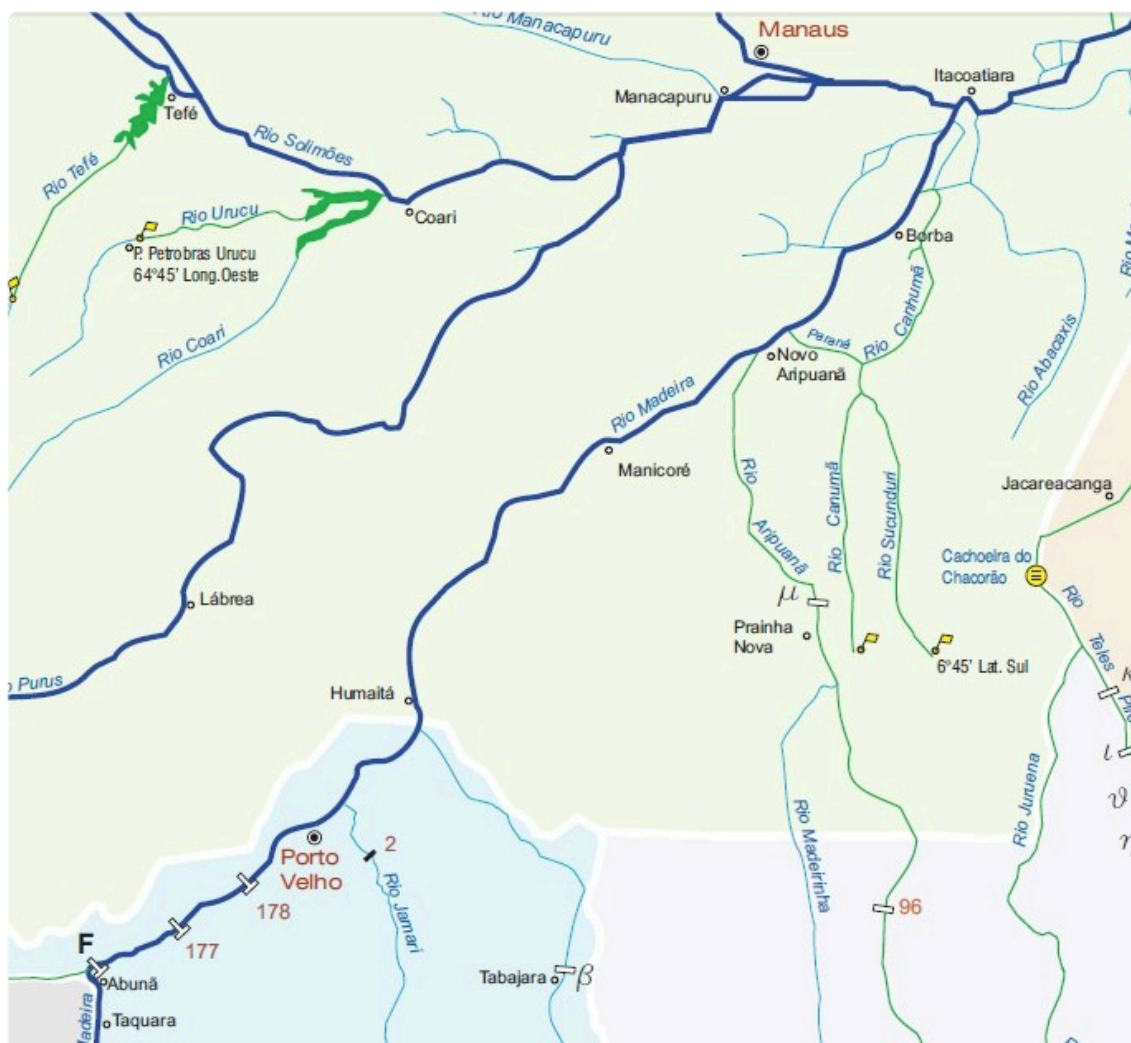 Rio Manacapuru
Manaus
Itacoatiara
Manacapuru
Tefé
Rio Solimões
Rio Tefé
Rio Urucu
Coari
P. Petrobras Urucu
64°45' Long.Oeste
Borba
Rio Canhumã
Rio Coari
Paraná
Novo
Aripuanã
Rio Abacaxis
Rio Madeira
Manicoré
Rio
Aripuanã
Rio Canumã
Rio Sucunduri
Jacareacanga
Cachoeira do
Chacorão
Rio
Teles
Lábrea
μ
Prainha
Nova
6°45' Lat. Sul
Purus
Humaitá
ι
ϑ
η
Rio Juruena
Rio Madeirinha
Porto
Velho
2
Rio Jamari
178
177
96
F
Abunã
Tabajara
β
Taquara
Madeira